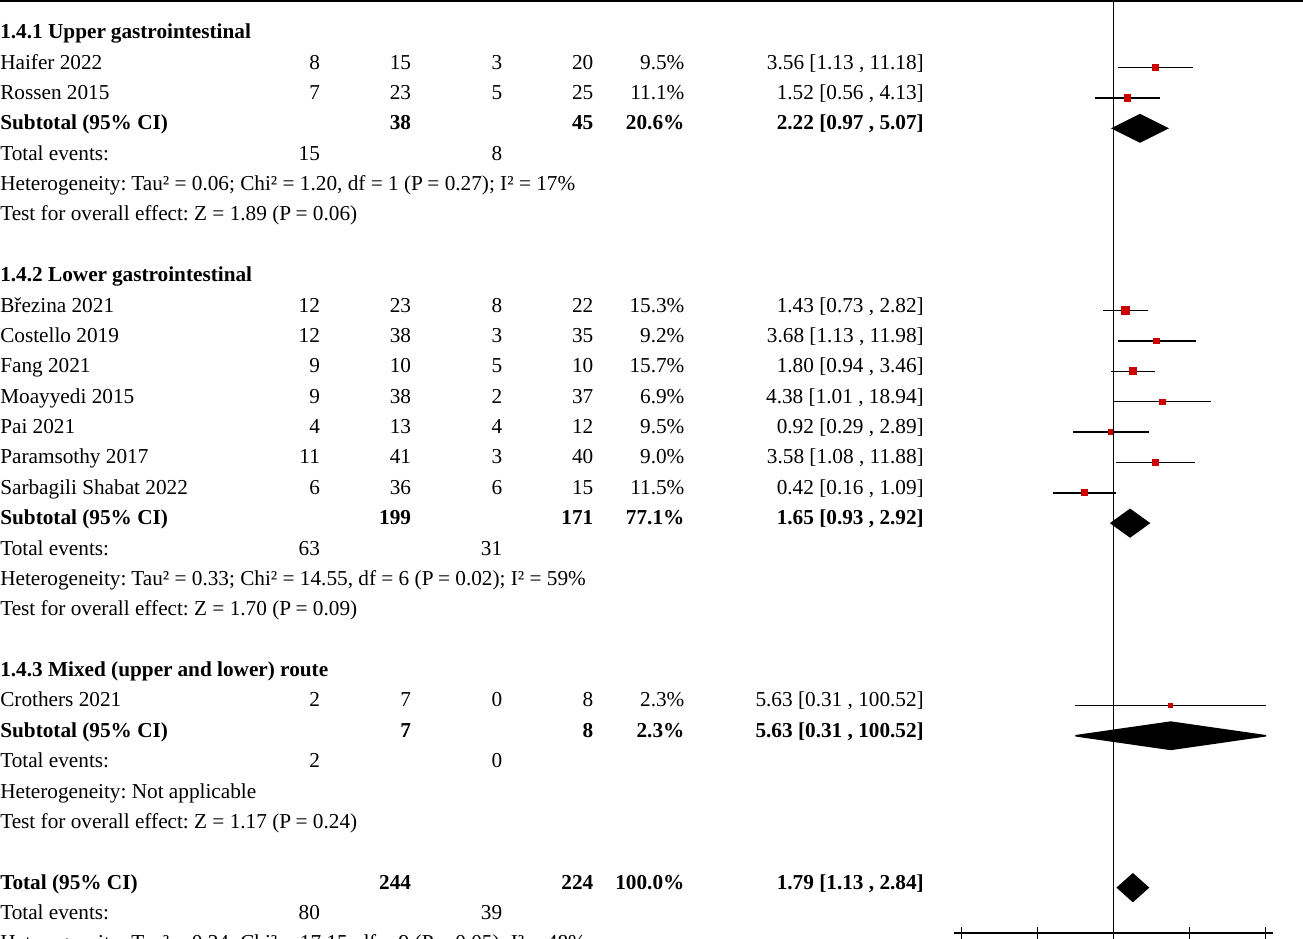 1.4.1 Upper gastrointestinal
Haifer 2022 8 15 3 20 9.5% 3.56 [1.13 , 11.18]
Rossen 2015 7 23 5 25 11.1% 1.52 [0.56 , 4.13]
Subtotal (95% CI) 38 45 20.6% 2.22 [0.97 , 5.07]
Total events: 15 8
Heterogeneity: Tau² = 0.06; Chi² = 1.20, df = 1 (P = 0.27); I² = 17%
Test for overall effect: Z = 1.89 (P = 0.06)
1.4.2 Lower gastrointestinal
Březina 2021 12 23 8 22 15.3% 1.43 [0.73 , 2.82]
Costello 2019 12 38 3 35 9.2% 3.68 [1.13 , 11.98]
Fang 2021 9 10 5 10 15.7% 1.80 [0.94 , 3.46]
Moayyedi 2015 9 38 2 37 6.9% 4.38 [1.01 , 18.94]
Pai 2021 4 13 4 12 9.5% 0.92 [0.29 , 2.89]
Paramsothy 2017 11 41 3 40 9.0% 3.58 [1.08 , 11.88]
Sarbagili Shabat 2022 6 36 6 15 11.5% 0.42 [0.16 , 1.09]
Subtotal (95% CI) 199 171 77.1% 1.65 [0.93 , 2.92]
Total events: 63 31
Heterogeneity: Tau² = 0.33; Chi² = 14.55, df = 6 (P = 0.02); I² = 59%
Test for overall effect: Z = 1.70 (P = 0.09)
1.4.3 Mixed (upper and lower) route
Crothers 2021 2 7 0 8 2.3% 5.63 [0.31 , 100.52]
Subtotal (95% CI) 7 8 2.3% 5.63 [0.31 , 100.52]
Total events: 2 0
Heterogeneity: Not applicable
Test for overall effect: Z = 1.17 (P = 0.24)
Total (95% CI) 244 224 100.0% 1.79 [1.13 , 2.84]
Total events: 80 39